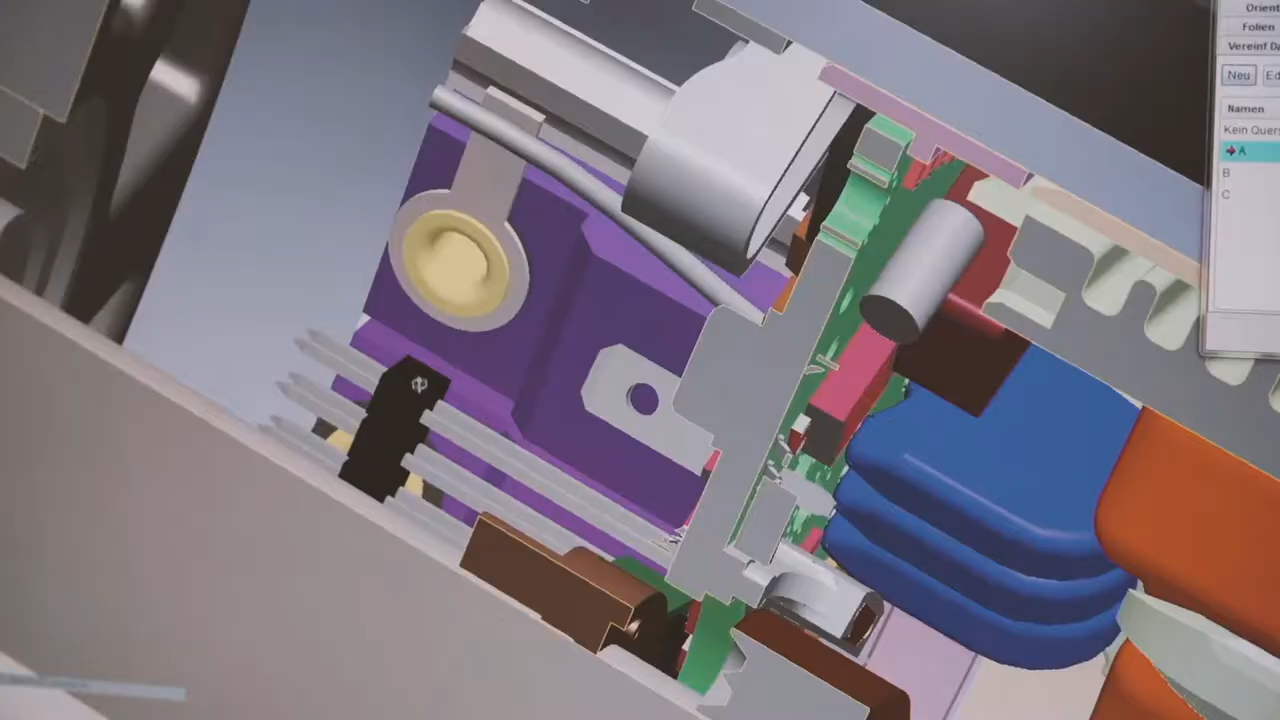 Orient
Folien
Vereinf Da
Neu
Ed
Namen
Kein Quers
A
B
C